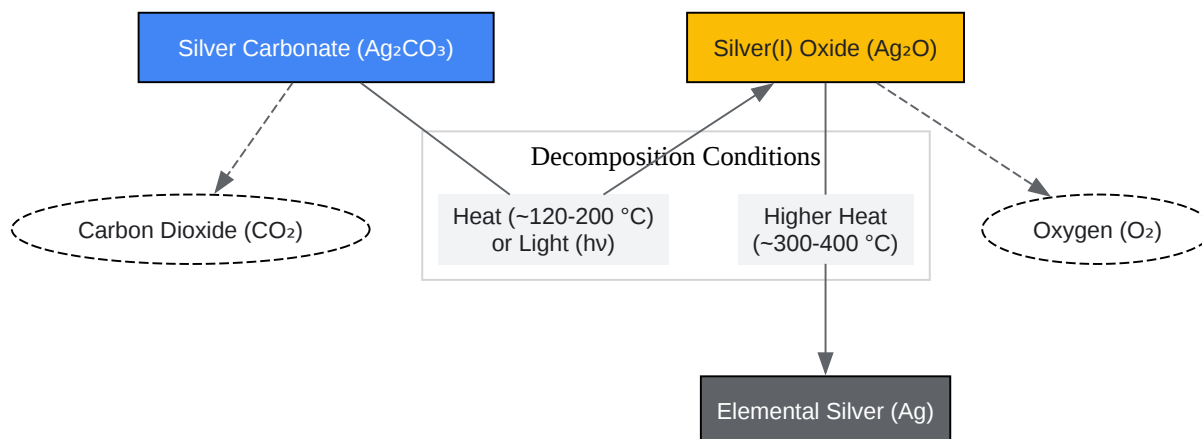 Silver Carbonate (Ag₂CO₃)
Silver(I) Oxide (Ag₂O)
Decomposition Conditions
Carbon Dioxide (CO₂)
Heat (~120-200 °C)
or Light (hν)
Higher Heat
(~300-400 °C)
Oxygen (O₂)
Elemental Silver (Ag)